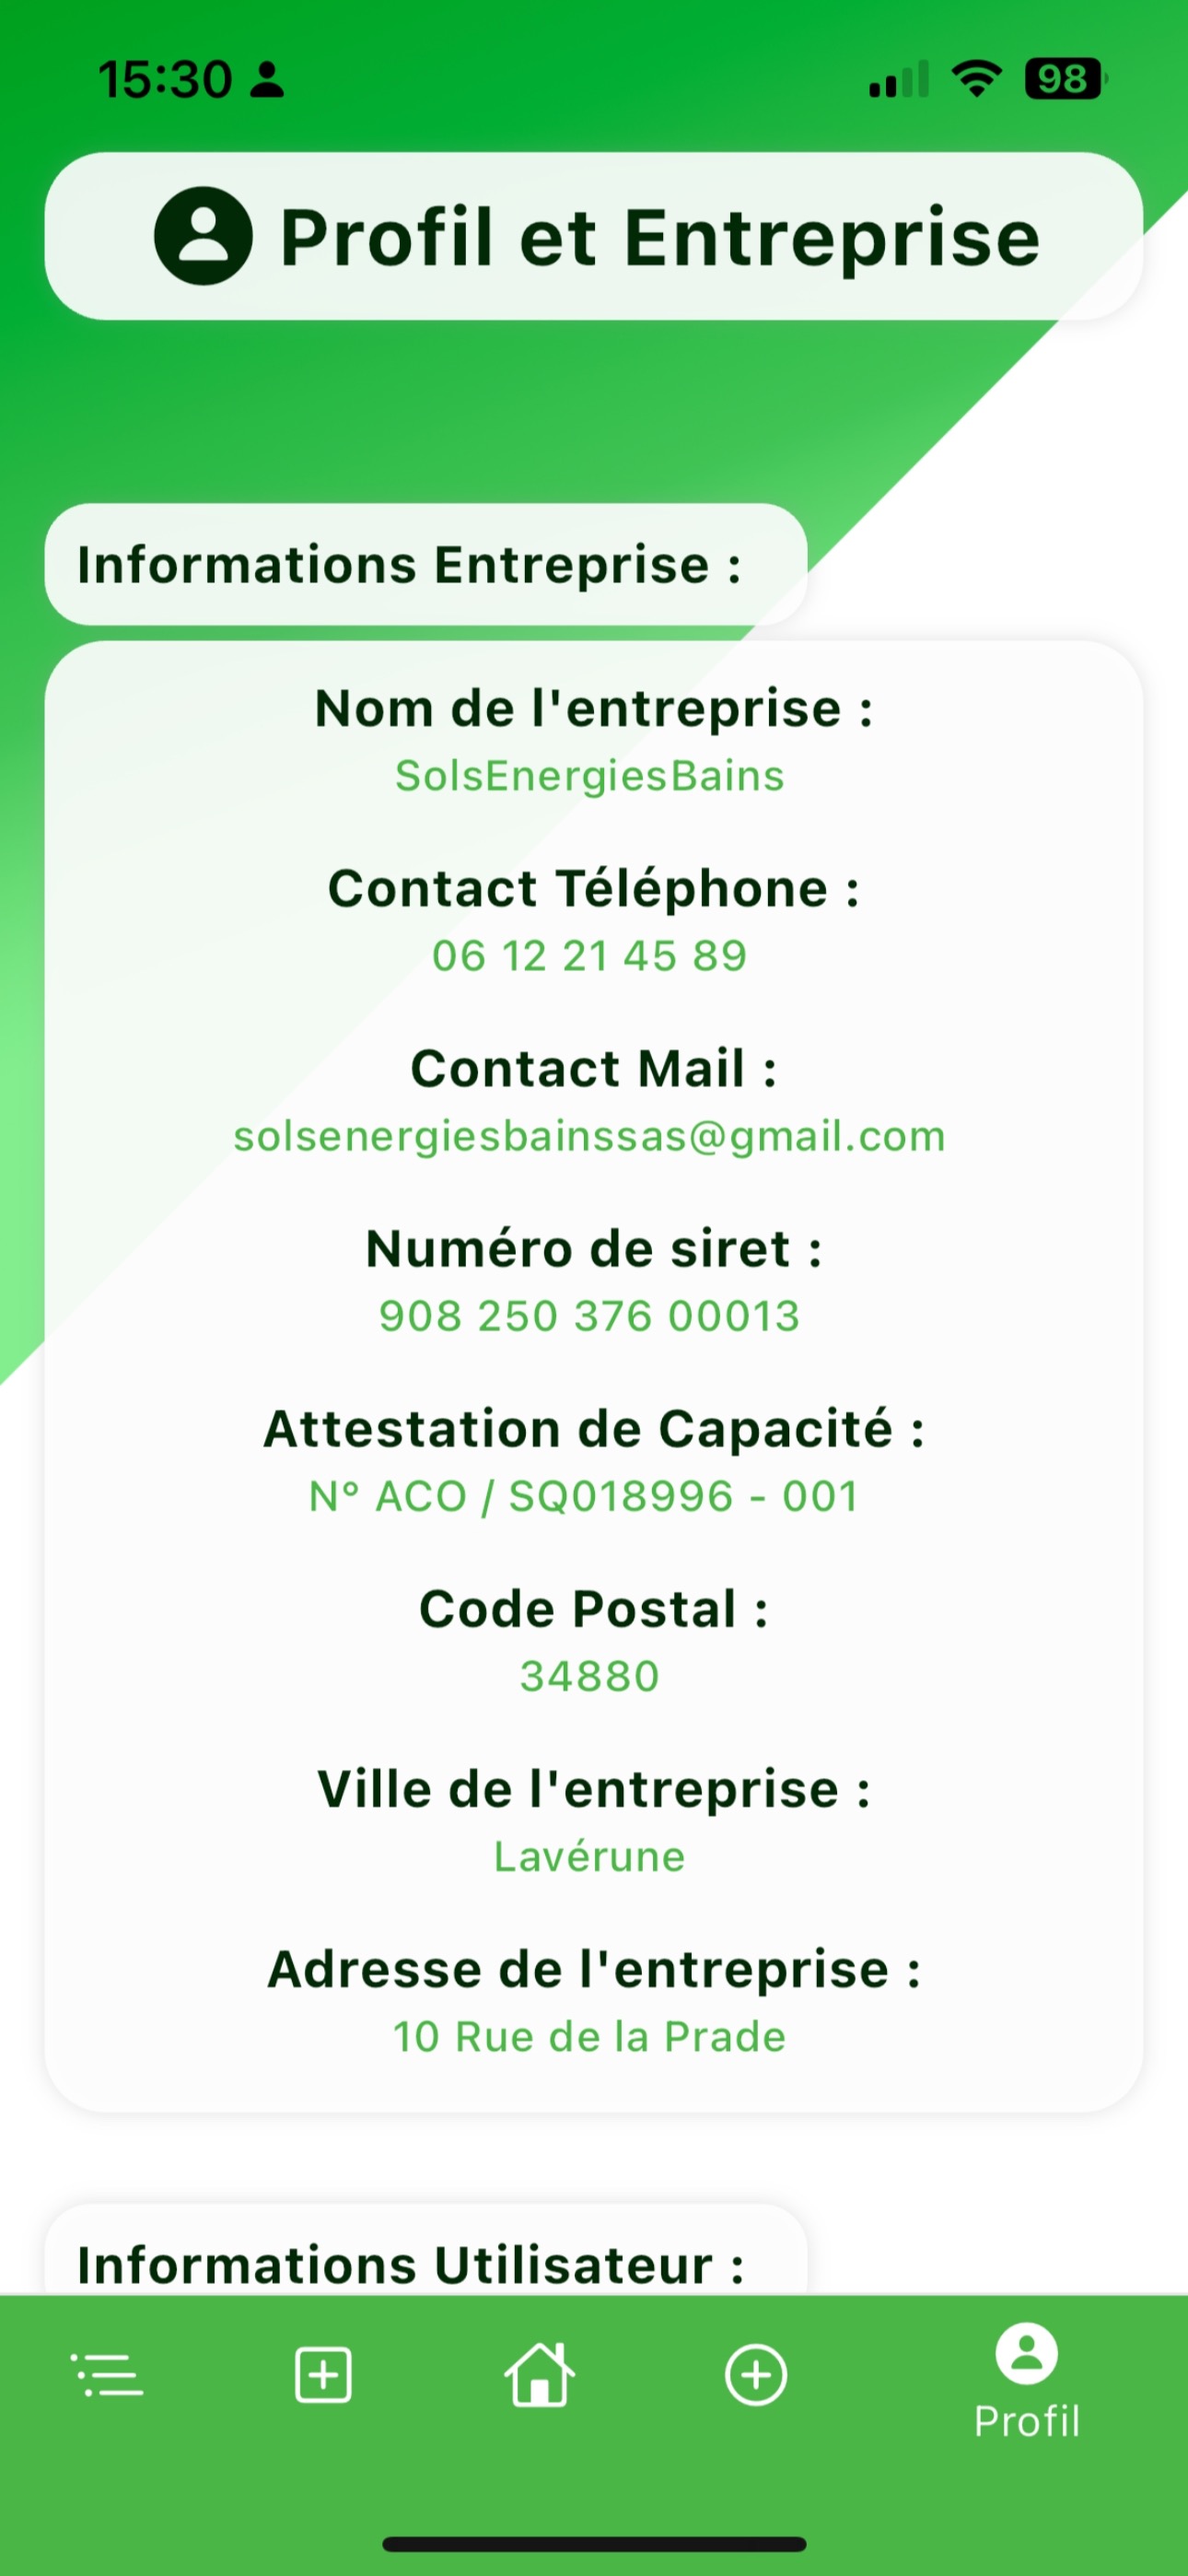 15:30
98
Profil et Entreprise
Informations Entreprise :
Nom de l'entreprise :
SolsEnergiesBains
Contact Téléphone :
06 12 21 45 89
Contact Mail :
solsenergiesbainssas@gmail.com
Numéro de siret :
908 250 376 00013
Attestation de Capacité :
N° ACO / SQ018996 - 001
Code Postal :
34880
Ville de l'entreprise :
Lavérune
Adresse de l'entreprise :
10 Rue de la Prade
Informations Utilisateur :
Profil